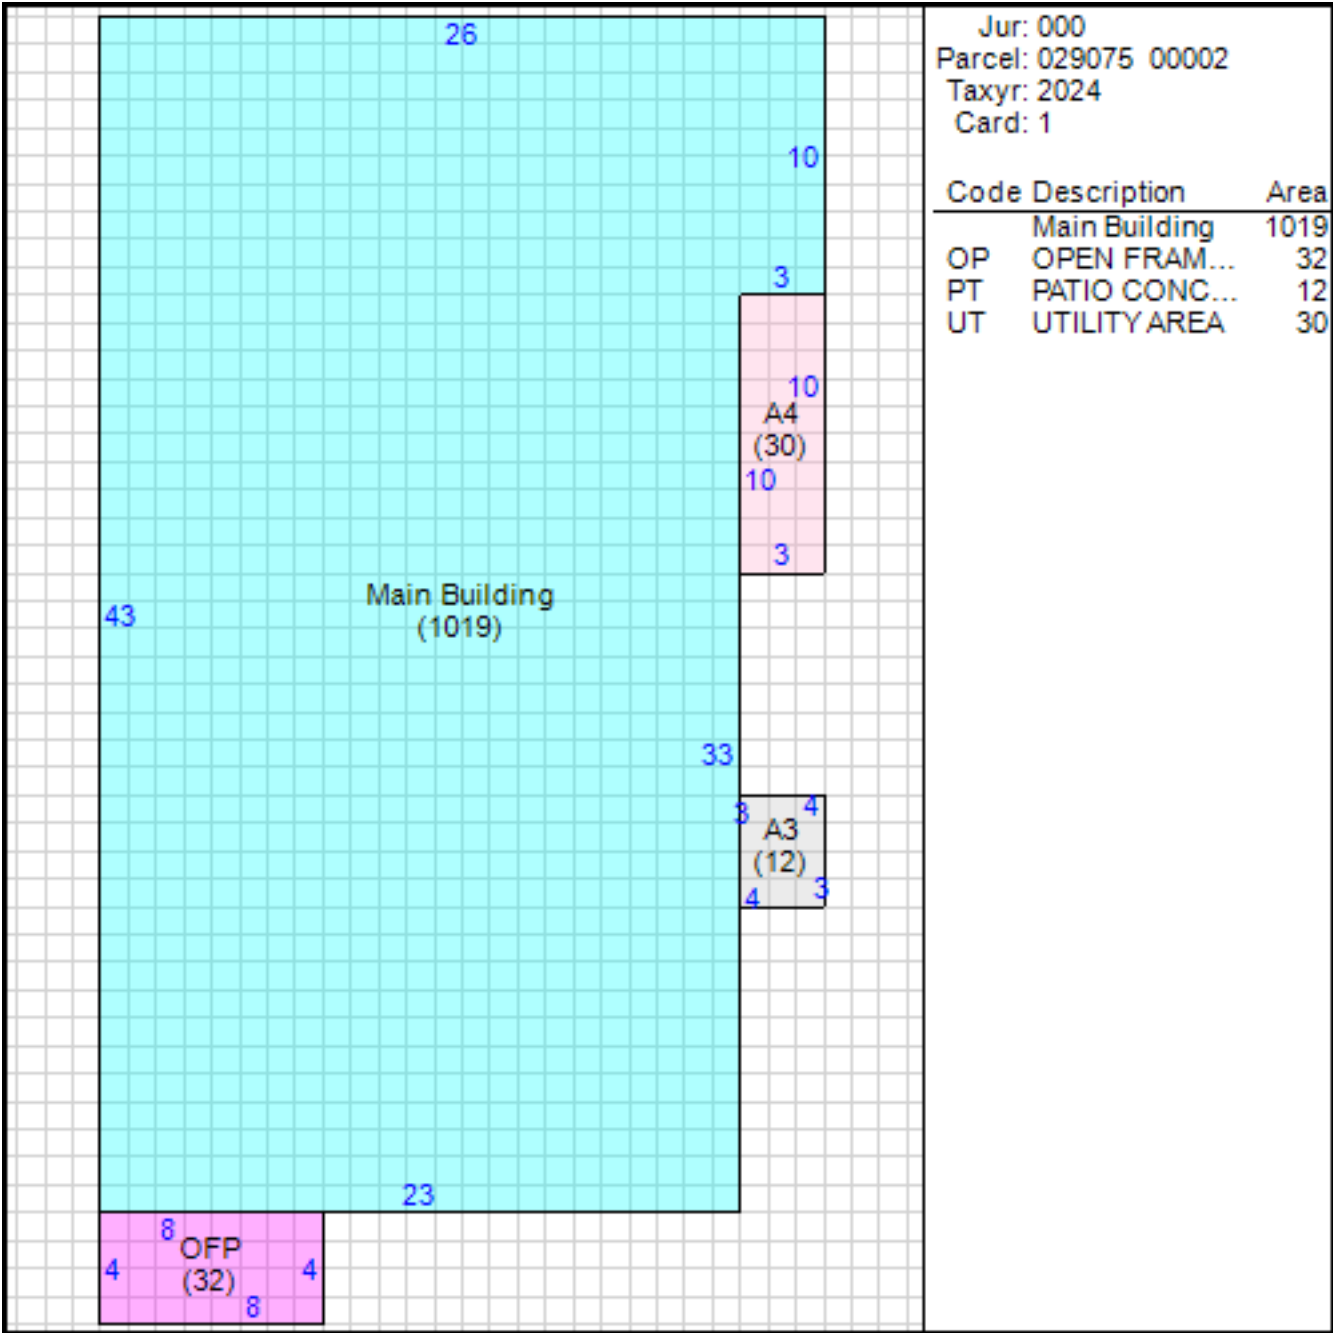 26
10
3
10
A4
(30)
10
3
Main Building
(1019)
43
33
3
4
A3
(12)
4
3
23
8
OFP
4
4
(32)
8
Jur: 000
Parcel: 029075 00002
Taxyr: 2024
Card: 1
Code Description Area
Main Building 1019
OP OPEN FRAM... 32
PT PATIO CONC... 12
UT UTILITY AREA 30